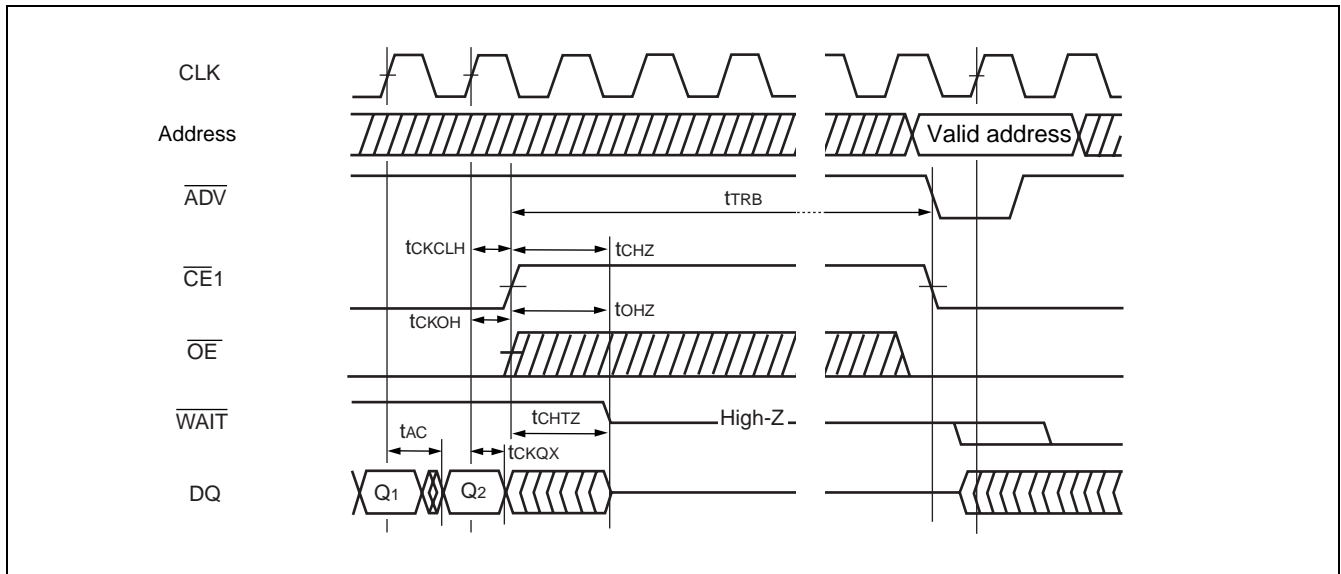 CLK
Address
Valid address
ADV
tTRB
tCKCLH
tCHZ
CE1
tCKOH
tOHZ
OE
WAIT
tCHTZ
High-Z
tAC
tCKQX
DQ
Q1
Q2